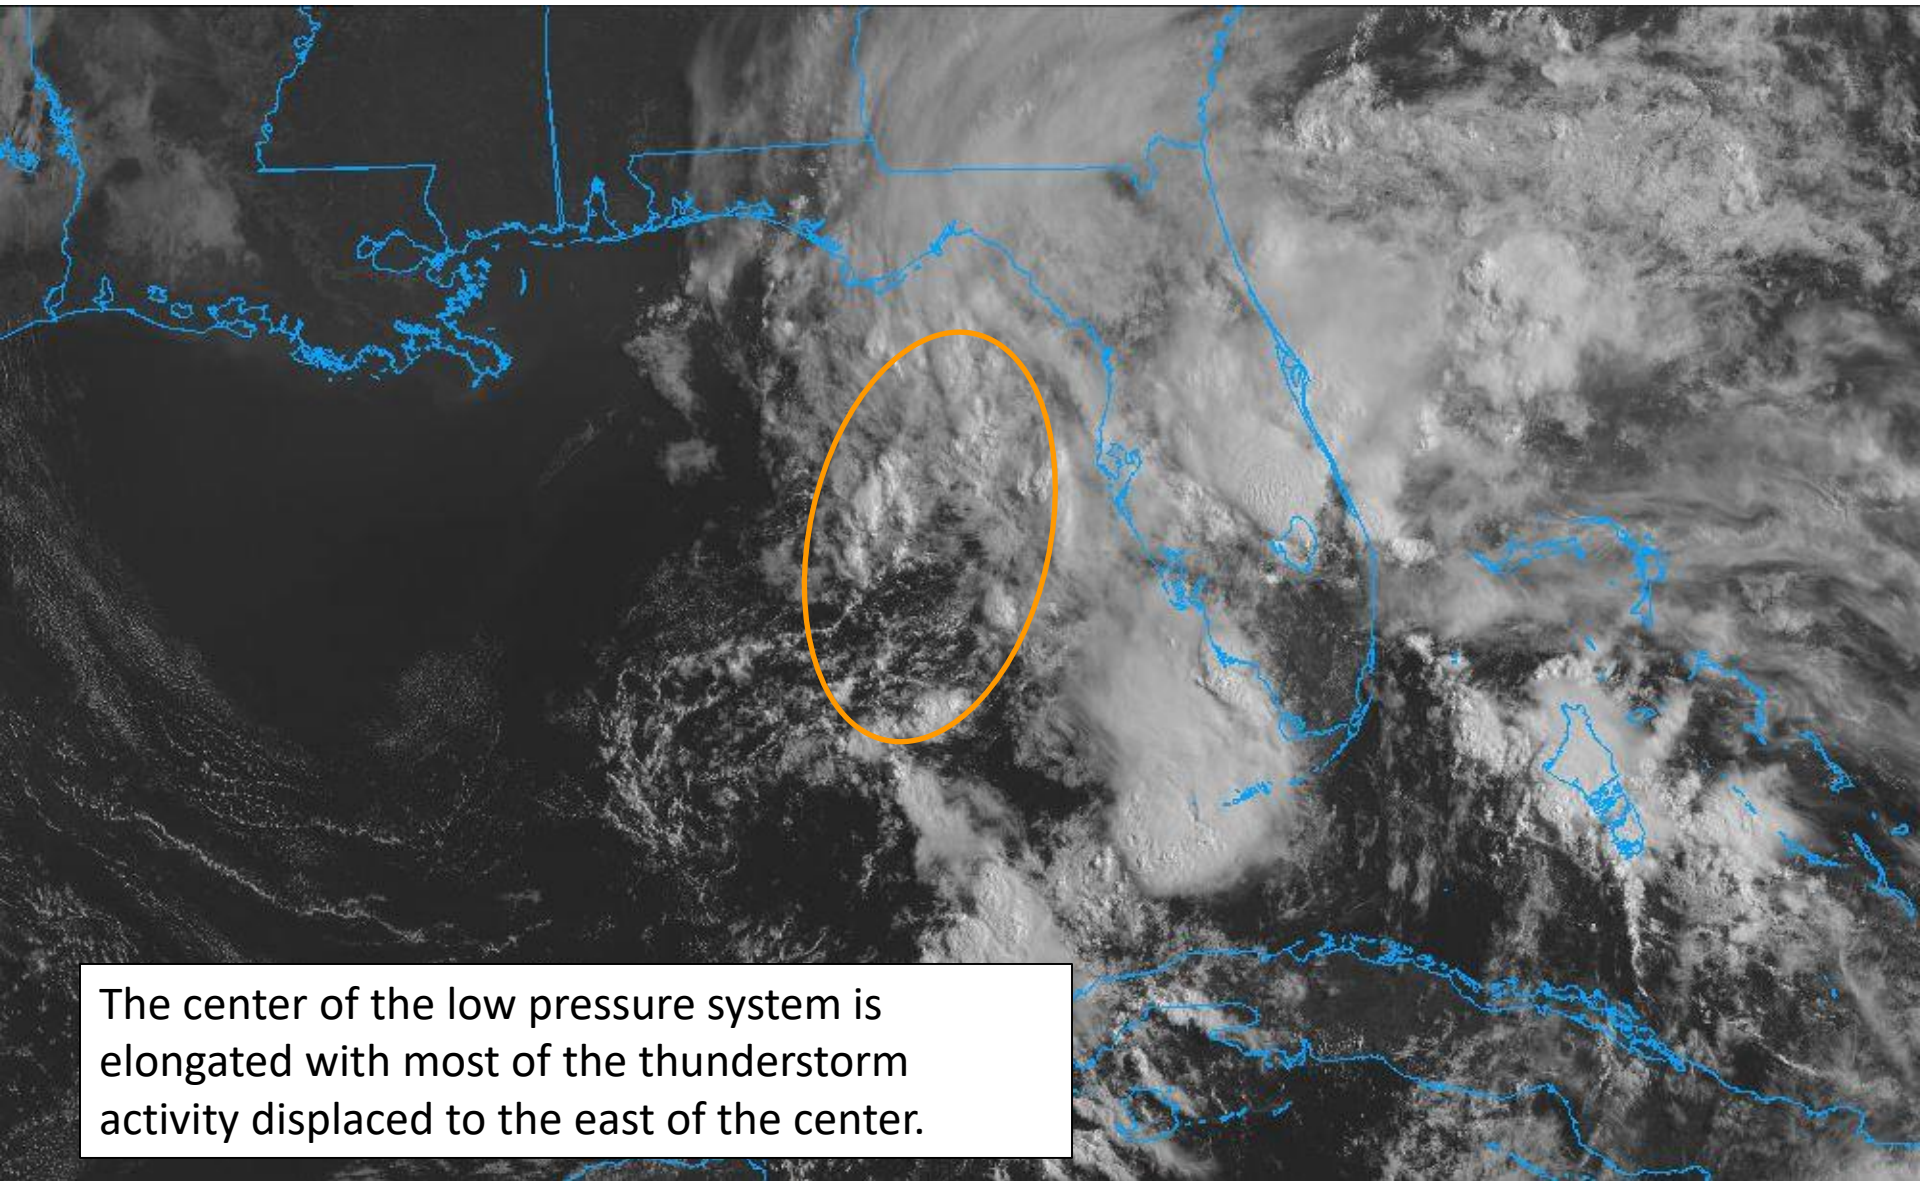 The center of the low pressure system is
elongated with most of the thunderstorm
activity displaced to the east of the center.